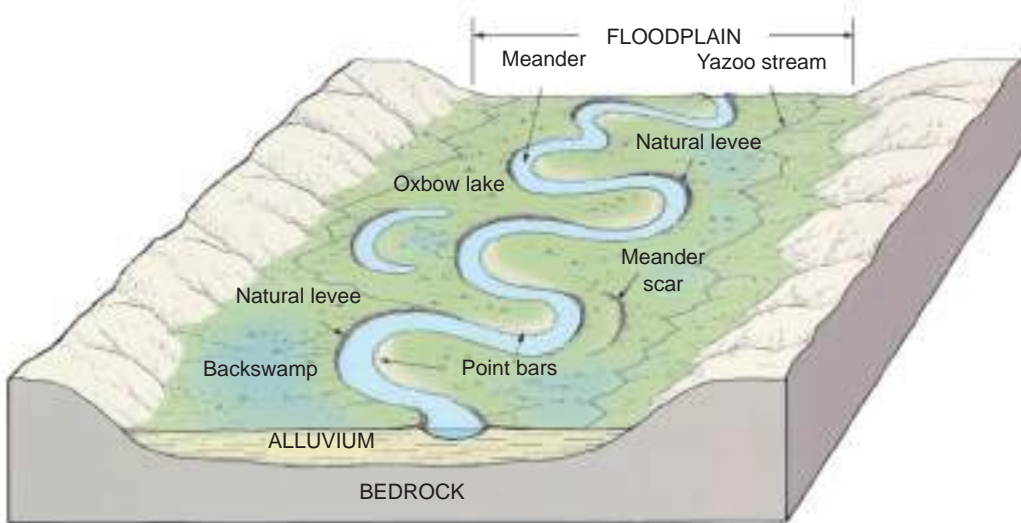 FLOODPLAIN
Meander
Yazoo stream
Natural levee
Oxbow lake
Meander
scar
Natural levee
Backswamp
Point bars
ALLUVIUM
BEDROCK